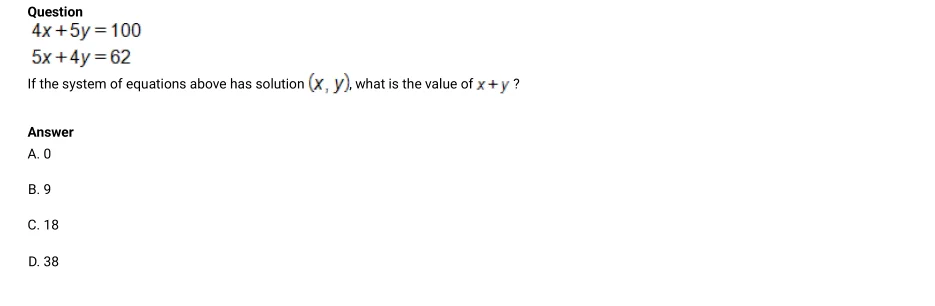 Question
4x+5y=100
5x+4y=62
If the system of equations above has solution (x, y), what is the value of x+y ?
Answer
A. 0
B. 9
C. 18
D. 38